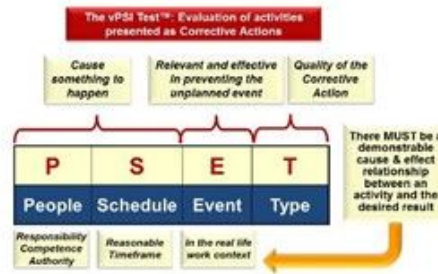 The vPSI Test™: Evaluation of activities
presented as Corrective Actions
Cause
something to
happen
Relevant and effective
in preventing the
unplanned event
Quality of the
Corrective
Action
P S E T
People Schedule Event Type
Responsibility
Competence
Authority
Reasonable
Timeframe
In the real life
work context
There MUST be a
demonstrable
cause & effect
relationship
between an
activity and the
desired result